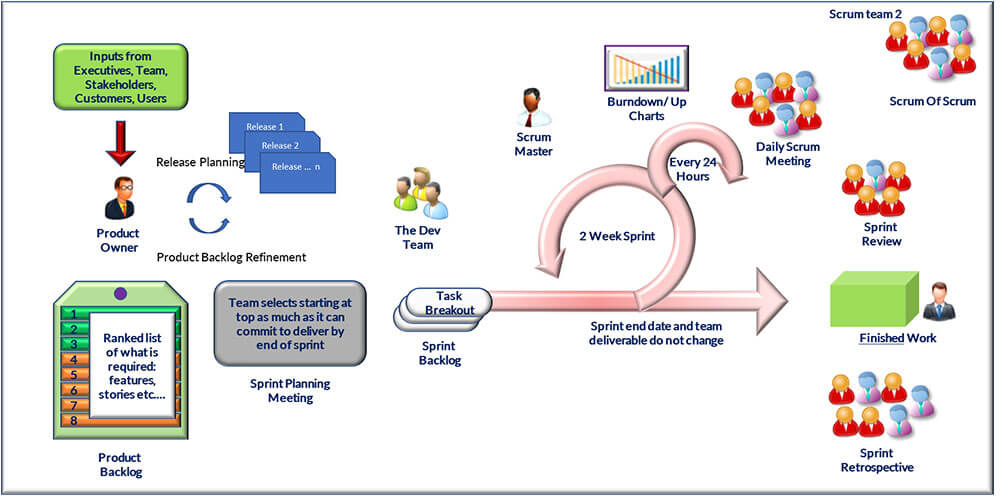 Inputs from
Executives, Team,
Stakeholders,
Customers, Users
Product
Owner
Release Planning
Release 1
Release 2
Release ... n
Product Backlog Refinement
1
2
3
4
5
6
7
8
Ranked list
of what is
required:
features,
stories etc....
Product
Backlog
Team selects starting at
top as much as it can
commit to deliver by
end of sprint
Sprint Planning
Meeting
The Dev
Team
Task
Breakout
Sprint
Backlog
Scrum
Master
Burndown/ Up
Charts
2 Week Sprint
Every 24
Hours
Daily Scrum
Meeting
Sprint end date and team
deliverable do not change
Scrum team 2
Scrum Of Scrum
Sprint
Review
Finished Work
Sprint
Retrospective